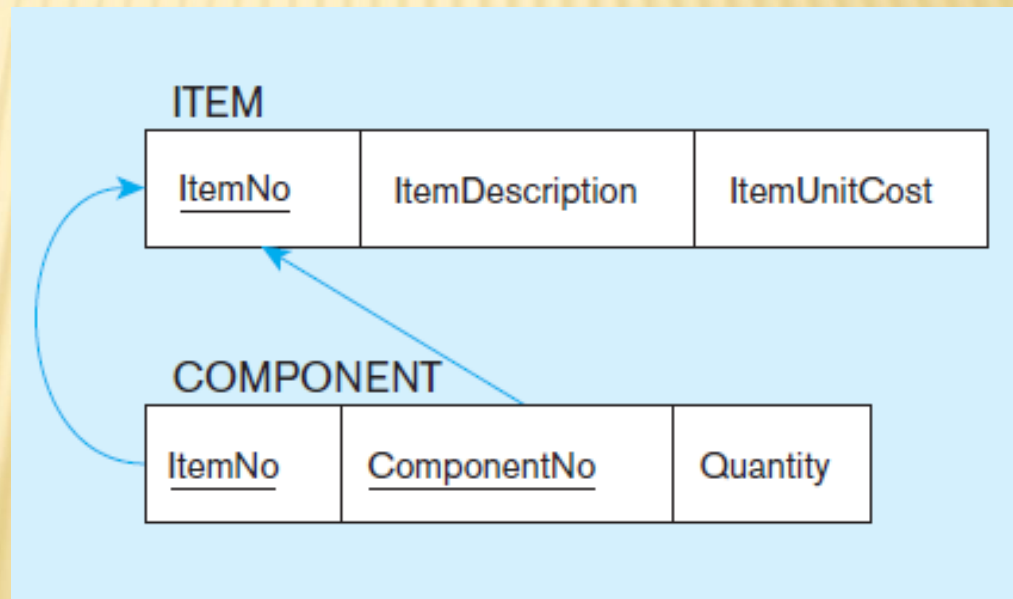 ITEM
ItemNo ItemDescription ItemUnitCost
COMPONENT
ItemNo ComponentNo Quantity